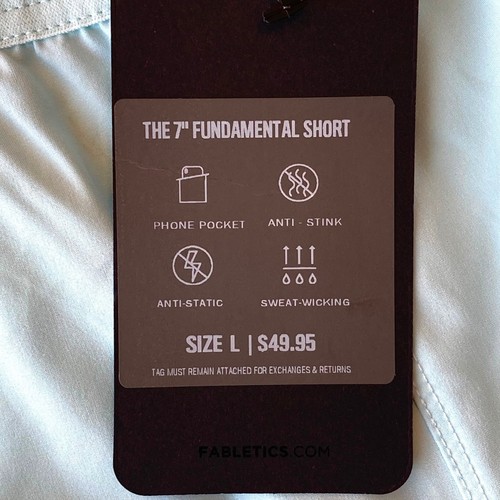 THE 7" FUNDAMENTAL SHORT
PHONE POCKET
ANTI - STINK
ANTI-STATIC
SWEAT-WICKING
SIZE L | $49.95
TAG MUST REMAIN ATTACHED FOR EXCHANGES & RETURNS
FABLETICS.COM